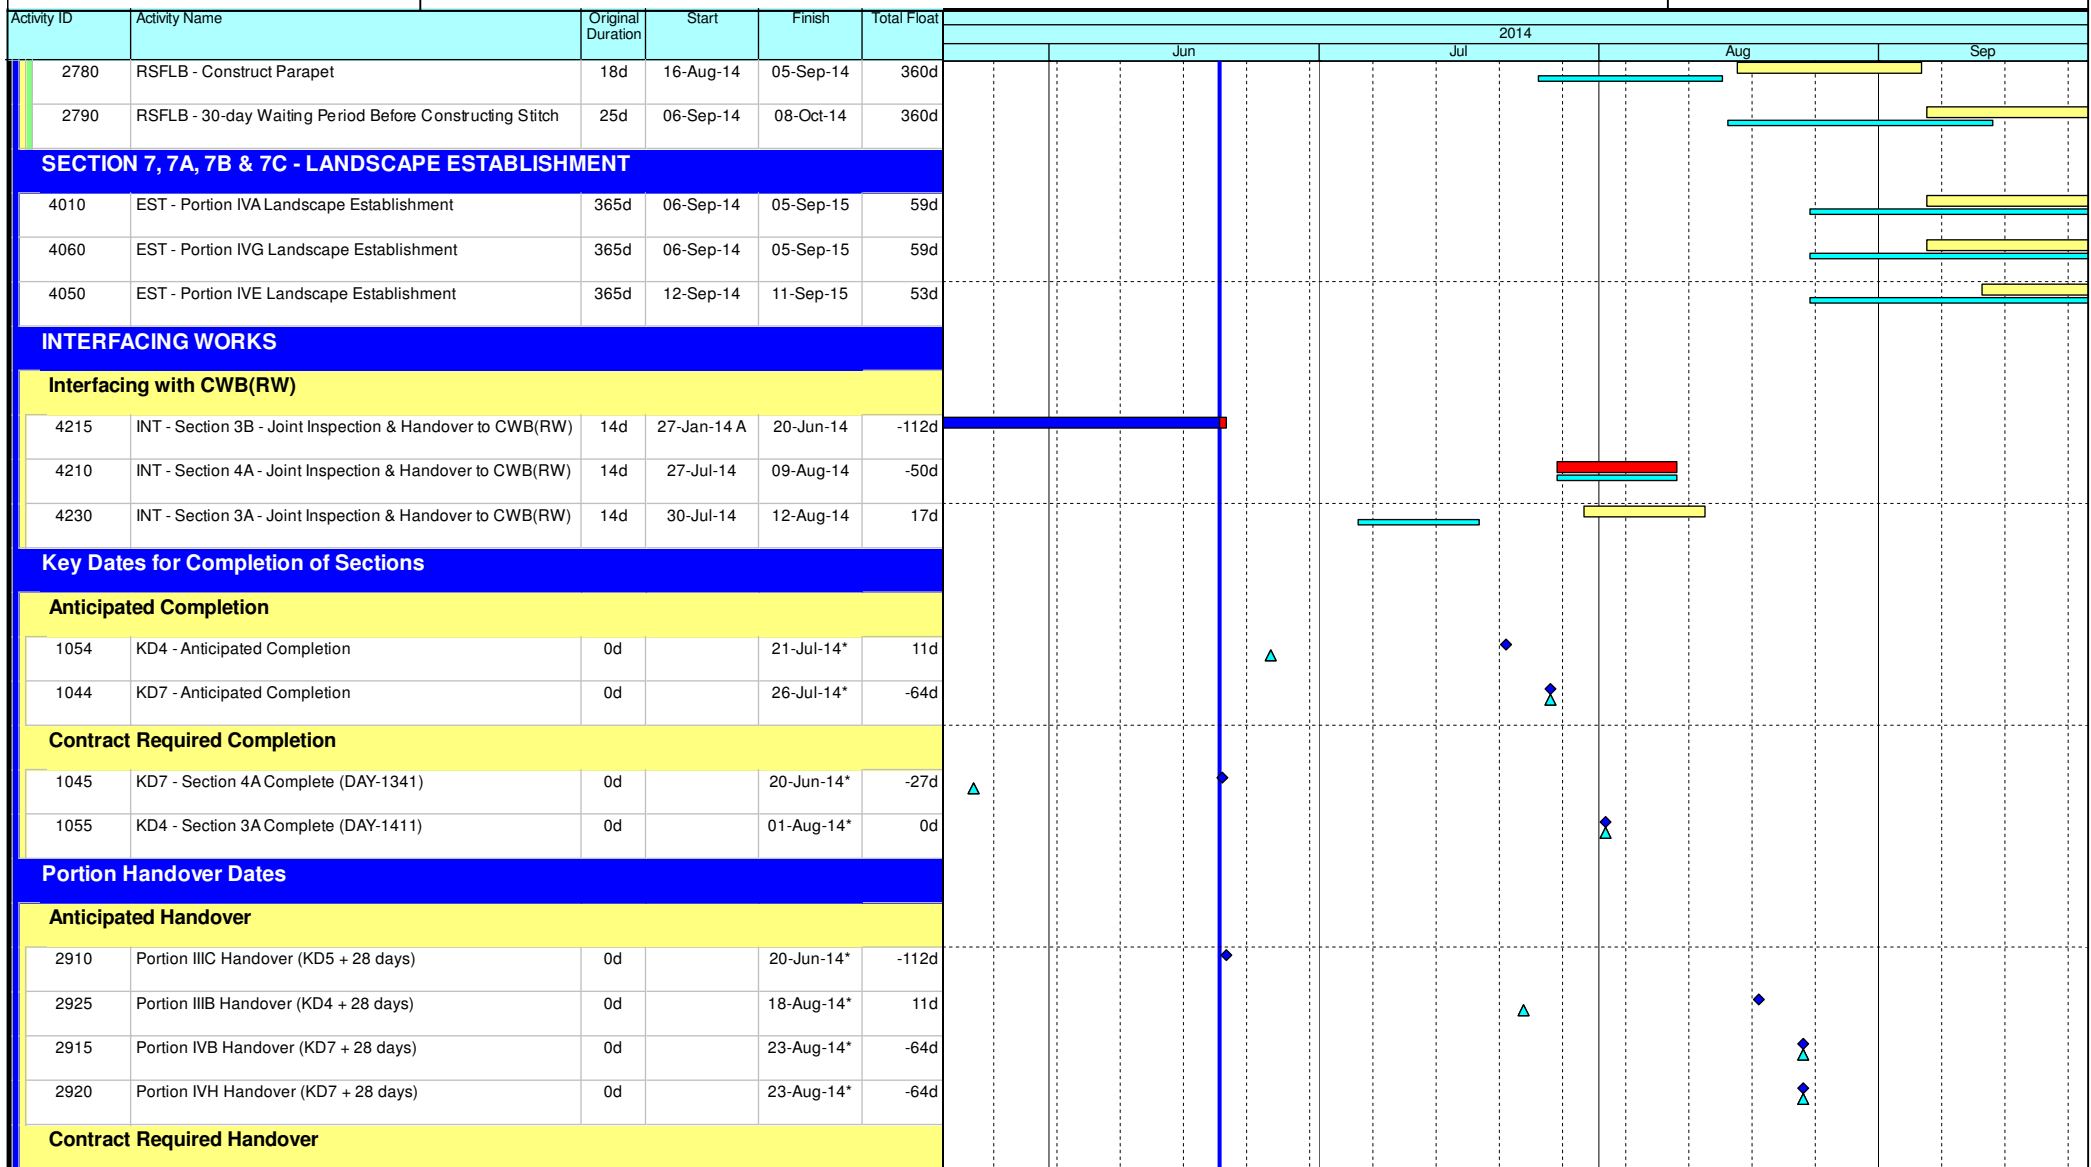 Activity ID Activity Name Original Duration Start Finish Total Float
2014
Jun Jul Aug Sep
2780 RSFLB - Construct Parapet 18d 16-Aug-14 05-Sep-14 360d
2790 RSFLB - 30-day Waiting Period Before Constructing Stitch 25d 06-Sep-14 08-Oct-14 360d
SECTION 7, 7A, 7B & 7C - LANDSCAPE ESTABLISHMENT
4010 EST - Portion IVA Landscape Establishment 365d 06-Sep-14 05-Sep-15 59d
4060 EST - Portion IVG Landscape Establishment 365d 06-Sep-14 05-Sep-15 59d
4050 EST - Portion IVE Landscape Establishment 365d 12-Sep-14 11-Sep-15 53d
INTERFACING WORKS
Interfacing with CWB(RW)
4215 INT - Section 3B - Joint Inspection & Handover to CWB(RW) 14d 27-Jan-14 A 20-Jun-14 -112d
4210 INT - Section 4A - Joint Inspection & Handover to CWB(RW) 14d 27-Jul-14 09-Aug-14 -50d
4230 INT - Section 3A - Joint Inspection & Handover to CWB(RW) 14d 30-Jul-14 12-Aug-14 17d
Key Dates for Completion of Sections
Anticipated Completion
1054 KD4 - Anticipated Completion 0d 21-Jul-14* 11d
1044 KD7 - Anticipated Completion 0d 26-Jul-14* -64d
Contract Required Completion
1045 KD7 - Section 4A Complete (DAY-1341) 0d 20-Jun-14* -27d
1055 KD4 - Section 3A Complete (DAY-1411) 0d 01-Aug-14* 0d
Portion Handover Dates
Anticipated Handover
2910 Portion IIIC Handover (KD5 + 28 days) 0d 20-Jun-14* -112d
2925 Portion IIIB Handover (KD4 + 28 days) 0d 18-Aug-14* 11d
2915 Portion IVB Handover (KD7 + 28 days) 0d 23-Aug-14* -64d
2920 Portion IVH Handover (KD7 + 28 days) 0d 23-Aug-14* -64d
Contract Required Handover